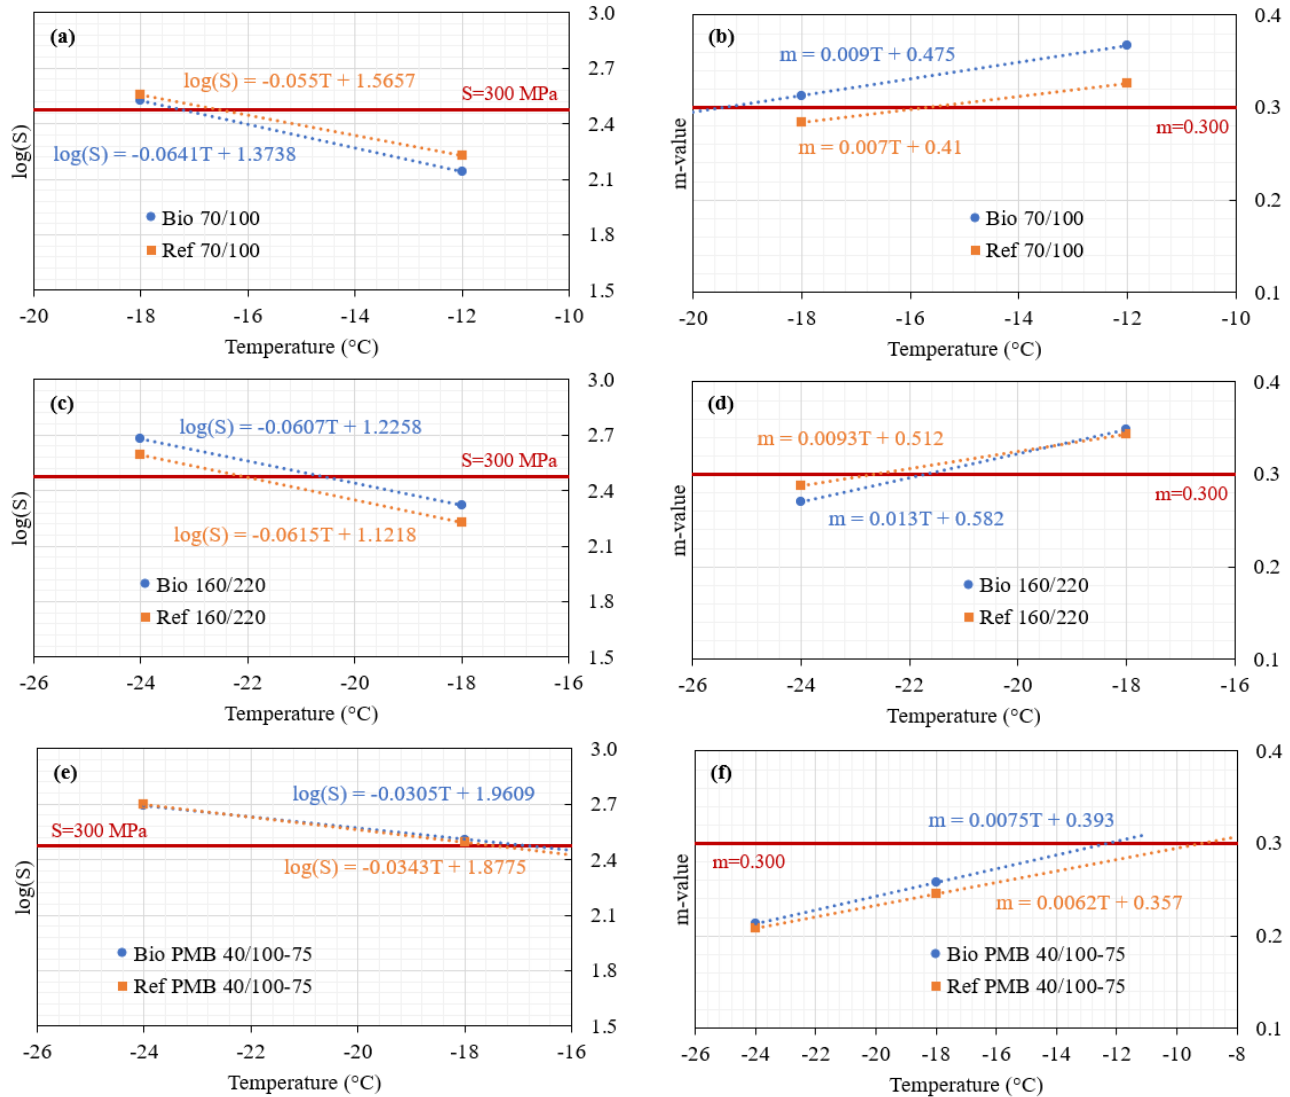 (a)
3.0
2.7
2.4
2.1
1.8
1.5
log(S) = -0.055T + 1.5657
S=300 MPa
log(S) = -0.0641T + 1.3738
Bio 70/100
Ref 70/100
log(S)
-20 -18 -16 -14 -12 -10
Temperature (°C)
(b)
0.4
0.3
0.2
0.1
m = 0.009T + 0.475
m=0.300
m = 0.007T + 0.41
Bio 70/100
Ref 70/100
m-value
-20 -18 -16 -14 -12 -10
Temperature (°C)
(c)
3.0
2.7
2.4
2.1
1.8
1.5
log(S) = -0.0607T + 1.2258
S=300 MPa
log(S) = -0.0615T + 1.1218
Bio 160/220
Ref 160/220
log(S)
-26 -24 -22 -20 -18 -16
Temperature (°C)
(d)
0.4
0.3
0.2
0.1
m = 0.0093T + 0.512
m=0.300
m = 0.013T + 0.582
Bio 160/220
Ref 160/220
m-value
-26 -24 -22 -20 -18 -16
Temperature (°C)
(e)
3.0
2.7
2.4
2.1
1.8
1.5
log(S) = -0.0305T + 1.9609
S=300 MPa
log(S) = -0.0343T + 1.8775
Bio PMB 40/100-75
Ref PMB 40/100-75
log(S)
-26 -24 -22 -20 -18 -16
Temperature (°C)
(f)
0.4
0.3
0.2
0.1
m = 0.0075T + 0.393
m=0.300
m = 0.0062T + 0.357
Bio PMB 40/100-75
Ref PMB 40/100-75
m-value
-26 -24 -22 -20 -18 -16 -14 -12 -10 -8
Temperature (°C)